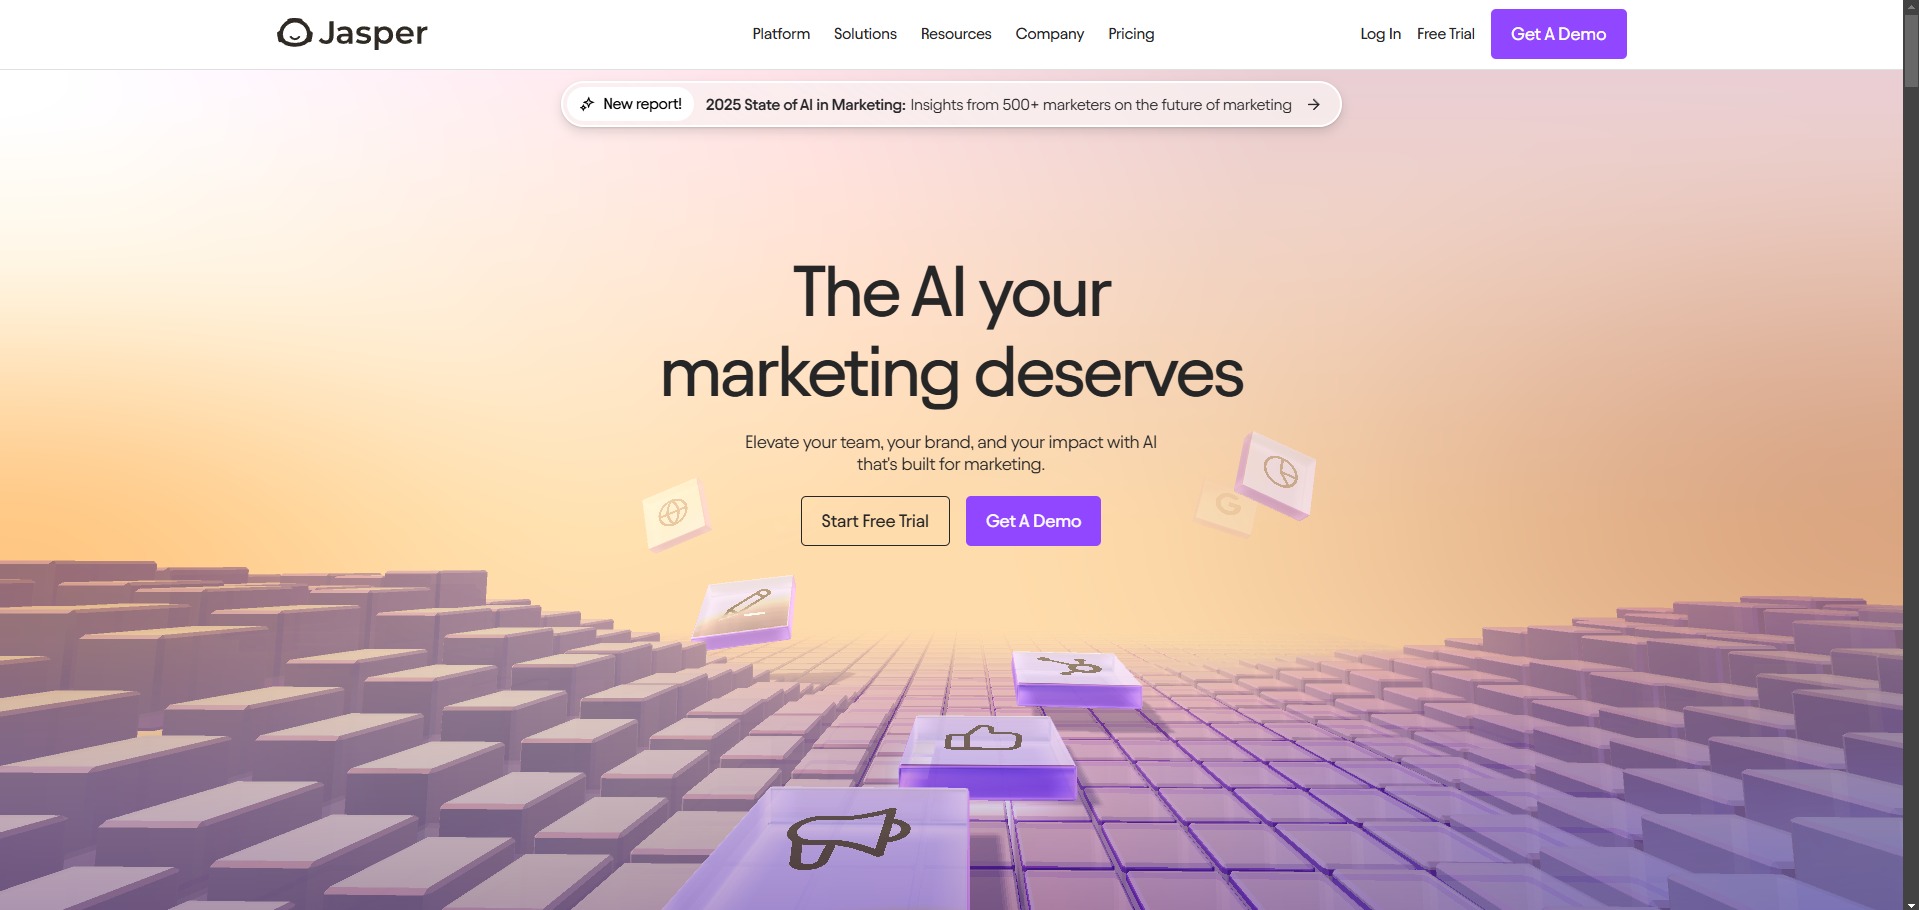 Jasper
Platform Solutions Resources Company Pricing
Log In Free Trial Get A Demo
New report! 2025 State of AI in Marketing: Insights from 500+ marketers on the future of marketing →
The AI your
marketing deserves
Elevate your team, your brand, and your impact with AI
that's built for marketing.
Start Free Trial Get A Demo
G